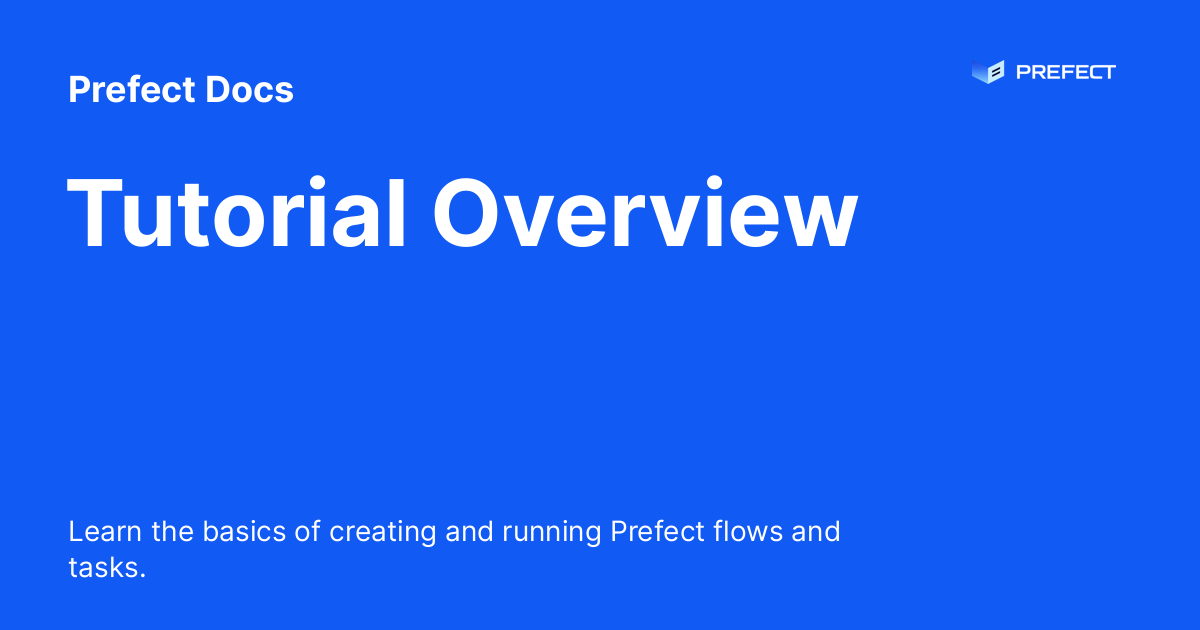 Prefect Docs
PREFECT
Tutorial Overview
Learn the basics of creating and running Prefect flows and
tasks.